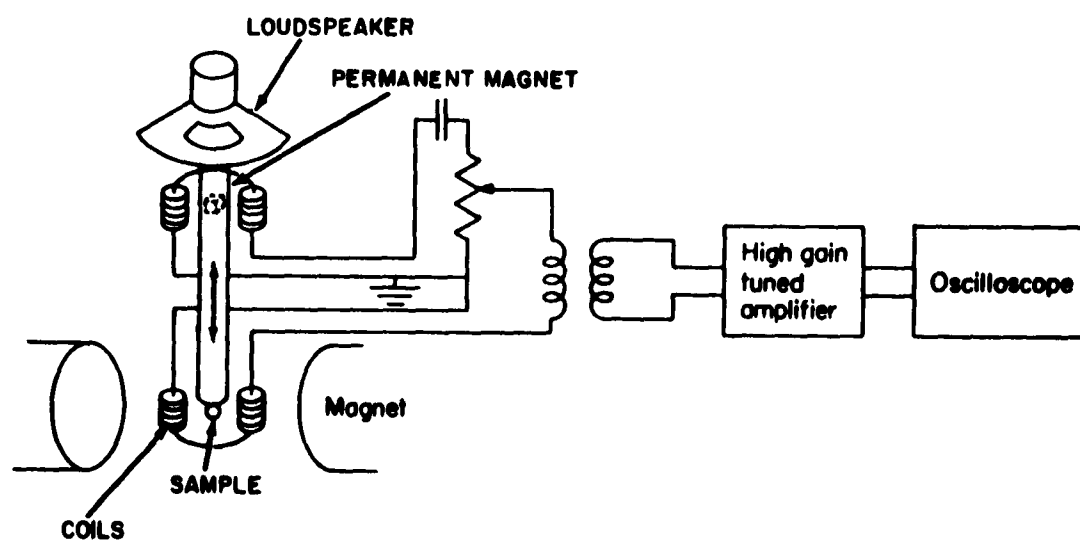 LOUDSPEAKER
PERMANENT MAGNET
High gain
tuned
amplifier
Oscilloscope
Magnet
SAMPLE
COILS